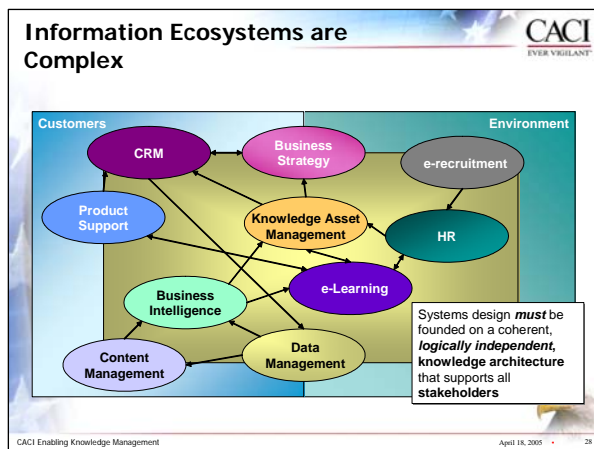 Information Ecosystems are
Complex
CACI
EVER VIGILANT®
Customers
Environment
CRM
Business
Strategy
e-recruitment
Product
Support
Knowledge Asset
Management
HR
e-Learning
Business
Intelligence
Content
Management
Data
Management
Systems design must be
founded on a coherent,
logically independent,
knowledge architecture
that supports all
stakeholders
CACI Enabling Knowledge Management
April 18, 2005 • 28